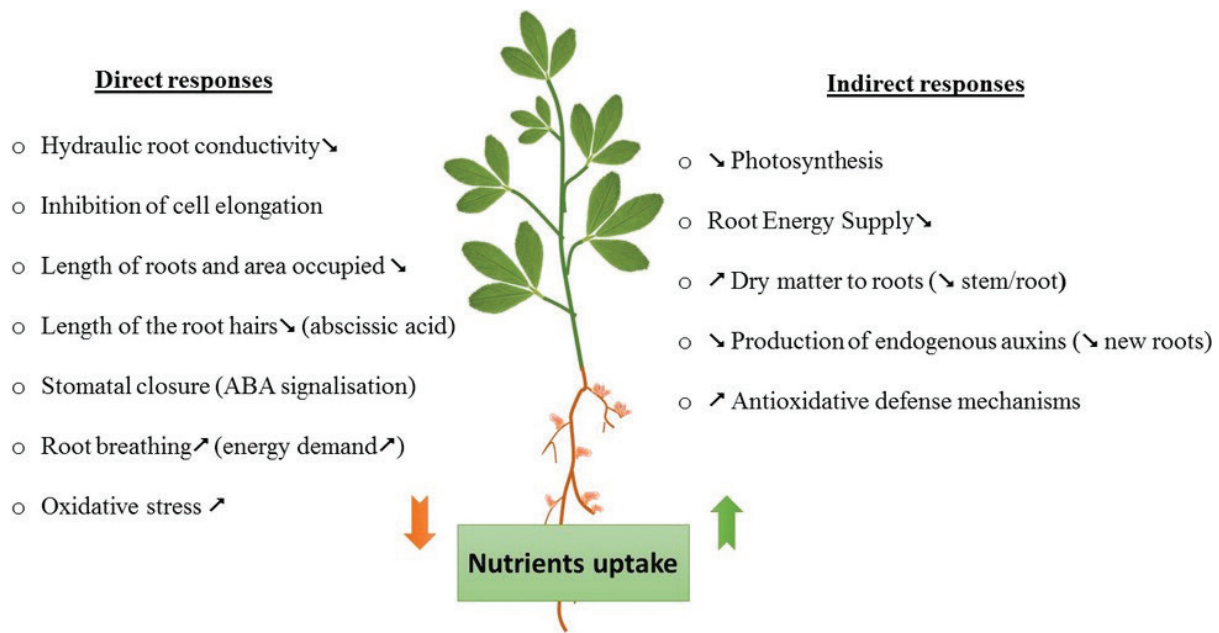 Direct responses
o Hydraulic root conductivity↘
o Inhibition of cell elongation
o Length of roots and area occupied ↘
o Length of the root hairs↘ (abscissic acid)
o Stomatal closure (ABA signalisation)
o Root breathing↗ (energy demand↗)
o Oxidative stress ↗
Indirect responses
o ↘ Photosynthesis
o Root Energy Supply↘
o ↗ Dry matter to roots (↘ stem/root)
o ↘ Production of endogenous auxins (↘ new roots)
o ↗ Antioxidative defense mechanisms
Nutrients uptake